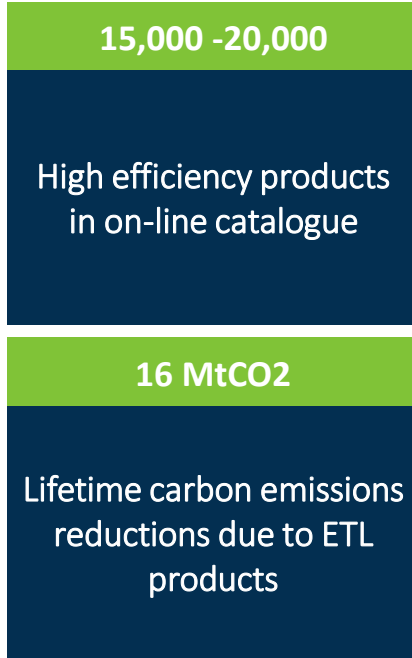 15,000 -20,000
High efficiency products
in on-line catalogue
16 MtCO2
Lifetime carbon emissions
reductions due to ETL
products